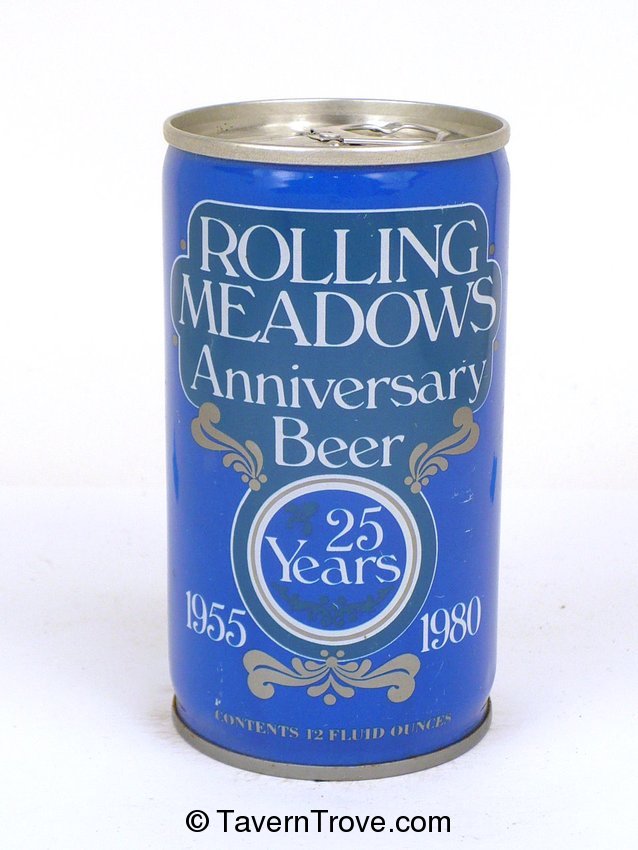 ROLLING
MEADOWS
Anniversary
Beer
25
Years
1955 1980
CONTENTS 12 FLUID OUNCES
© TavernTrove.com